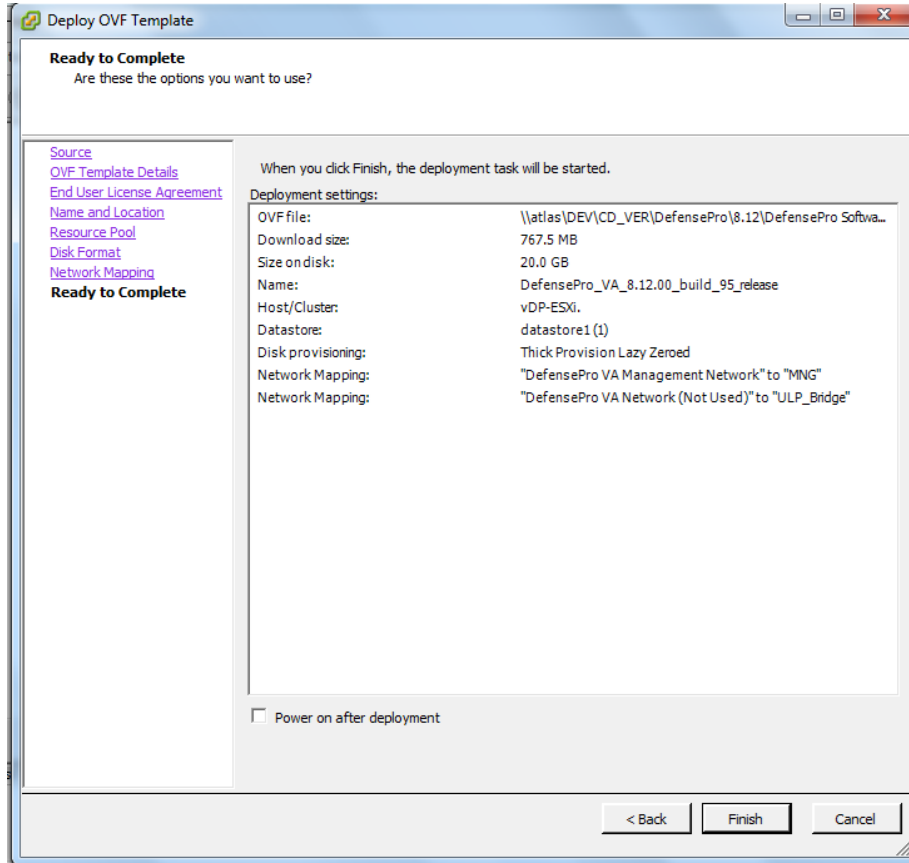 Deploy OVF Template
Ready to Complete
Are these the options you want to use?
Source
OVF Template Details
End User License Agreement
Name and Location
Resource Pool
Disk Format
Network Mapping
Ready to Complete
When you click Finish, the deployment task will be started.
Deployment settings:
OVF file: \\atlas\DEV\CD_VER\DefensePro\8.12\DefensePro Softwa...
Download size: 767.5 MB
Size on disk: 20.0 GB
Name: DefensePro_VA_8.12.00_build_95_release
Host/Cluster: vDP-ESXi.
Datastore: datastore1 (1)
Disk provisioning: Thick Provision Lazy Zeroed
Network Mapping: "DefensePro VA Management Network" to "MNG"
Network Mapping: "DefensePro VA Network (Not Used)" to "ULP_Bridge"
Power on after deployment
< Back Finish Cancel